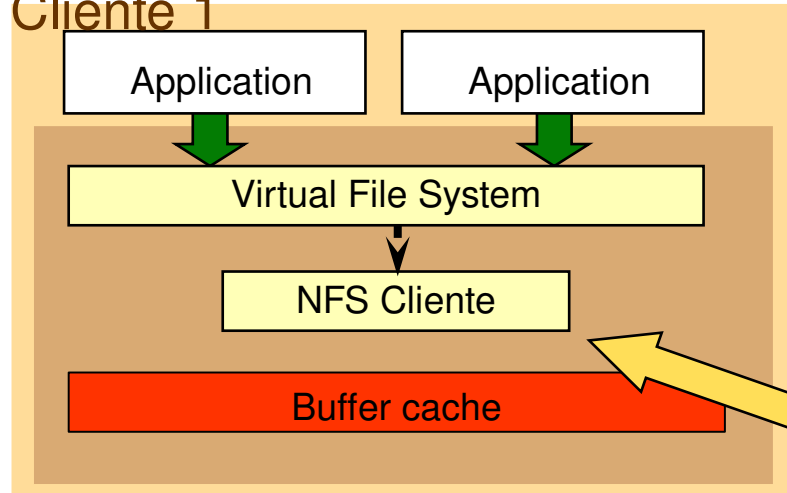 Cliente 1
Application
Application
Virtual File System
NFS Cliente
Buffer cache